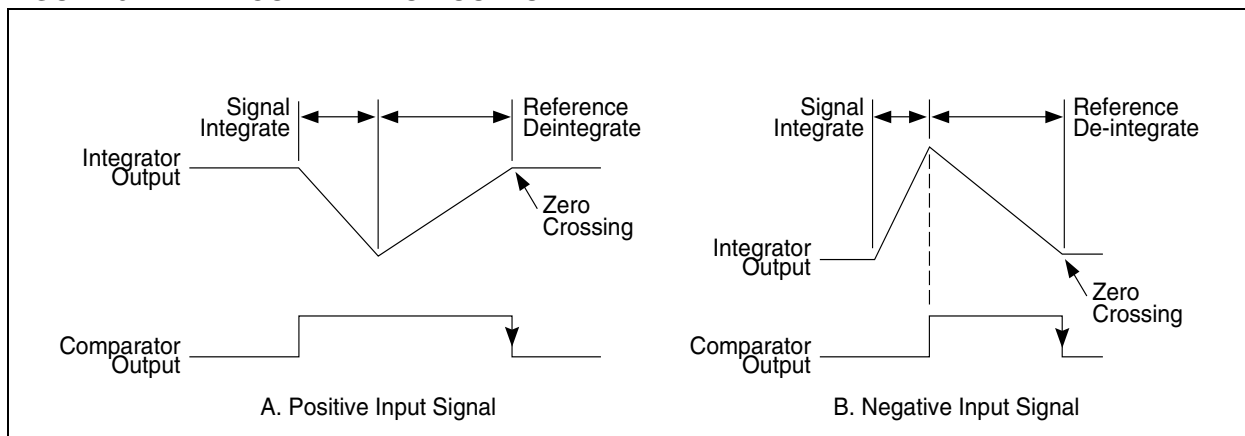 Signal
Integrate
Reference
Deintegrate
Integrator
Output
Zero
Crossing
Comparator
Output
A. Positive Input Signal
Signal
Integrate
Reference
De-integrate
Integrator
Output
Zero
Crossing
Comparator
Output
B. Negative Input Signal